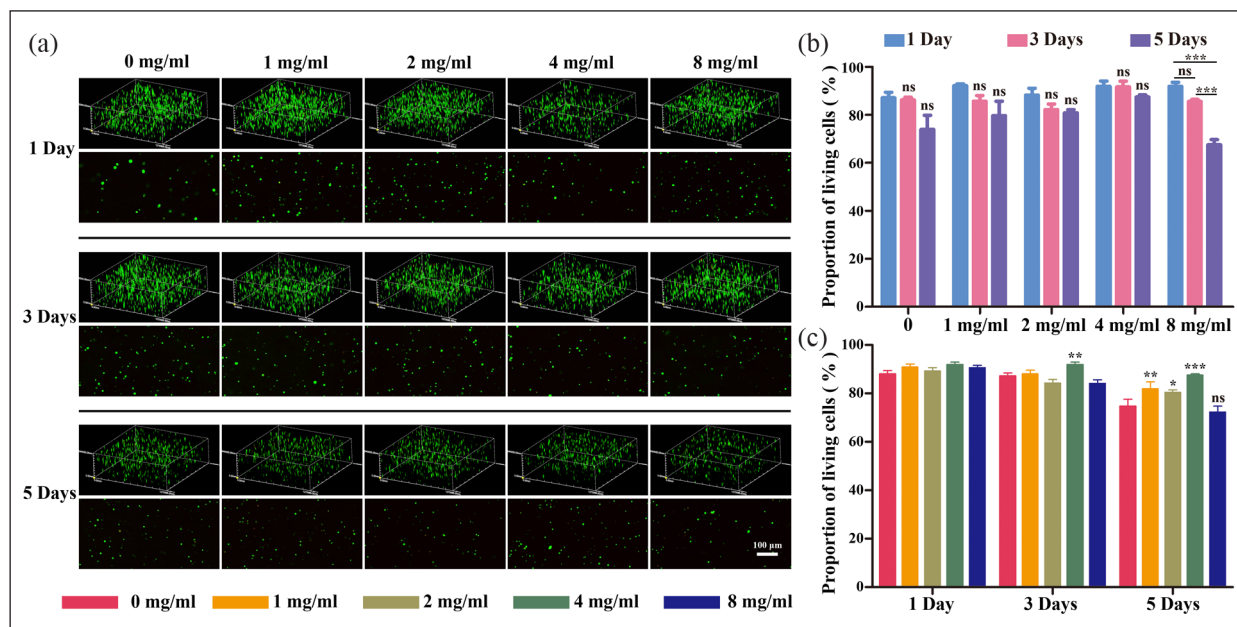 (a)
0 mg/ml 1 mg/ml 2 mg/ml 4 mg/ml 8 mg/ml
1 Day
3 Days
5 Days
100 µm
0 mg/ml 1 mg/ml 2 mg/ml 4 mg/ml 8 mg/ml
(b)
1 Day 3 Days 5 Days
Proportion of living cells ( % )
100
80
60
40
20
0
ns
ns
ns
ns
ns
ns
ns
ns
***
ns
***
0 1 mg/ml 2 mg/ml 4 mg/ml 8 mg/ml
(c)
Proportion of living cells ( % )
100
80
60
40
20
0
**
**
*
***
ns
1 Day 3 Days 5 Days